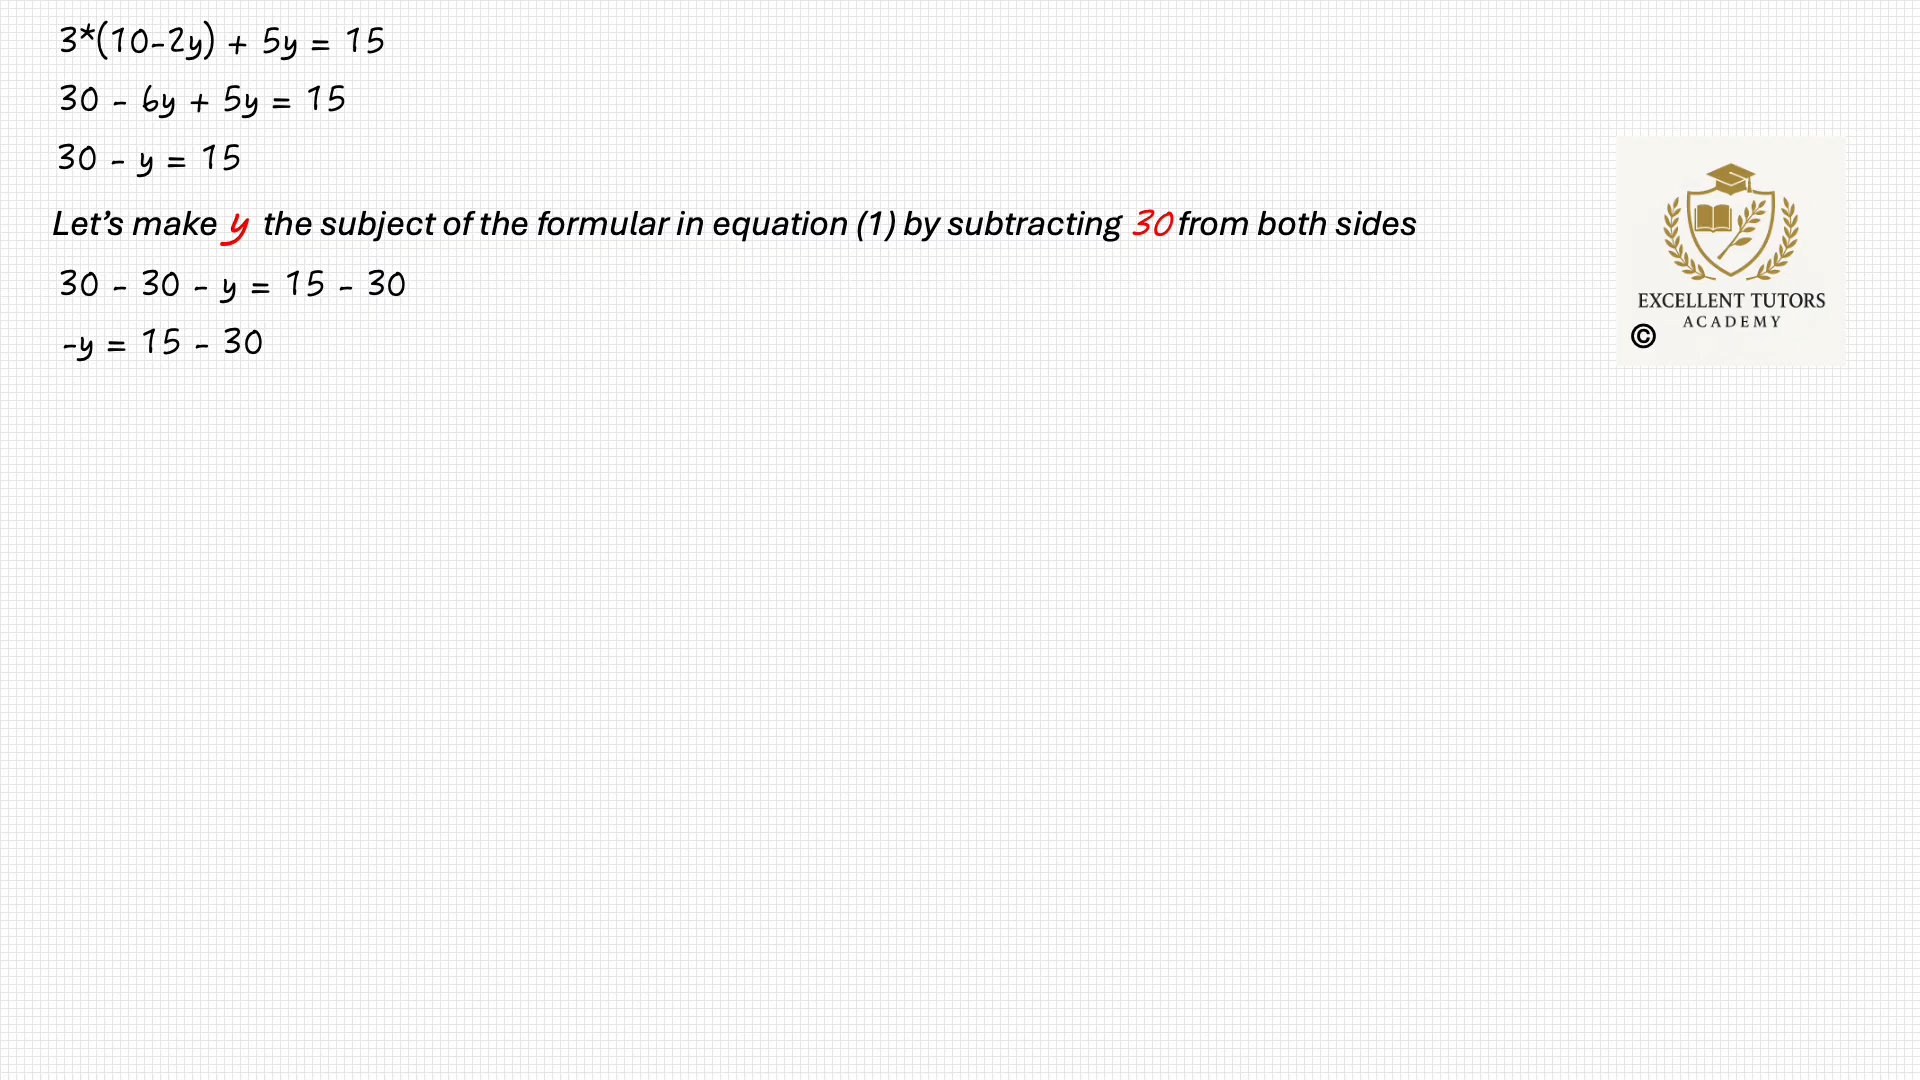 3*(10-2y) + 5y = 15
30 - 6y + 5y = 15
30 - y = 15
Let's make y the subject of the formular in equation (1) by subtracting 30 from both sides
30 - 30 - y = 15 - 30
-y = 15 - 30
EXCELLENT TUTORS
ACADEMY
©